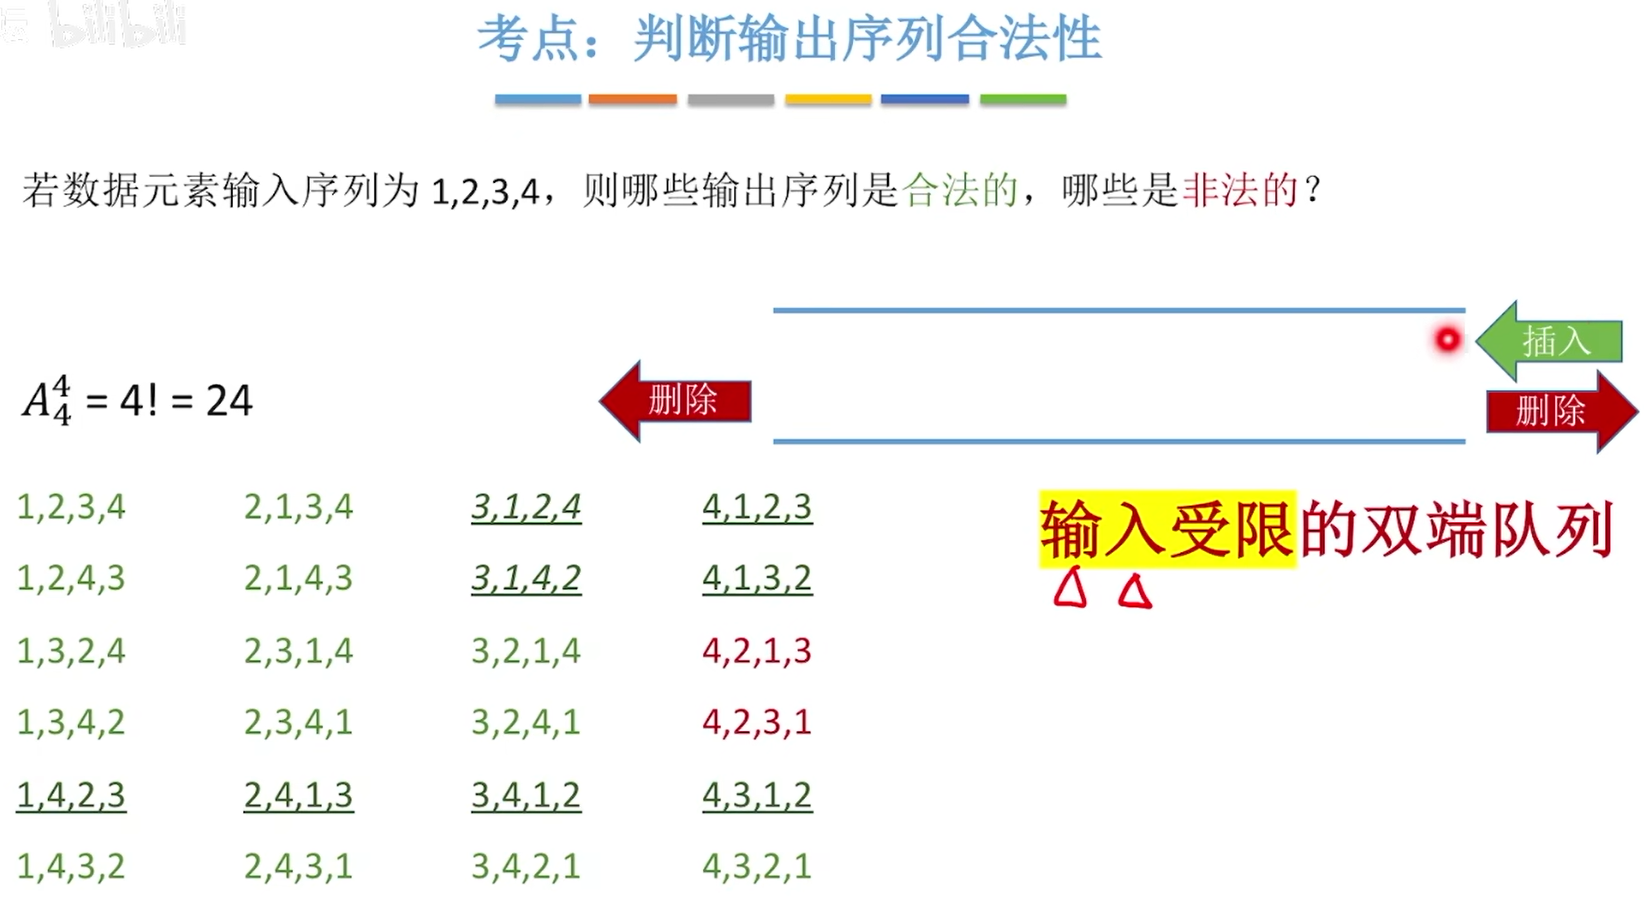 bilibili
考点：判断输出序列合法性
若数据元素输入序列为 1,2,3,4，则哪些输出序列是合法的，哪些是非法的？
插入
删除
删除
A₄⁴ = 4! = 24
1,2,3,4 2,1,3,4 3,1,2,4 4,1,2,3
输入受限的双端队列
1,2,4,3 2,1,4,3 3,1,4,2 4,1,3,2
1,3,2,4 2,3,1,4 3,2,1,4 4,2,1,3
1,3,4,2 2,3,4,1 3,2,4,1 4,2,3,1
1,4,2,3 2,4,1,3 3,4,1,2 4,3,1,2
1,4,3,2 2,4,3,1 3,4,2,1 4,3,2,1